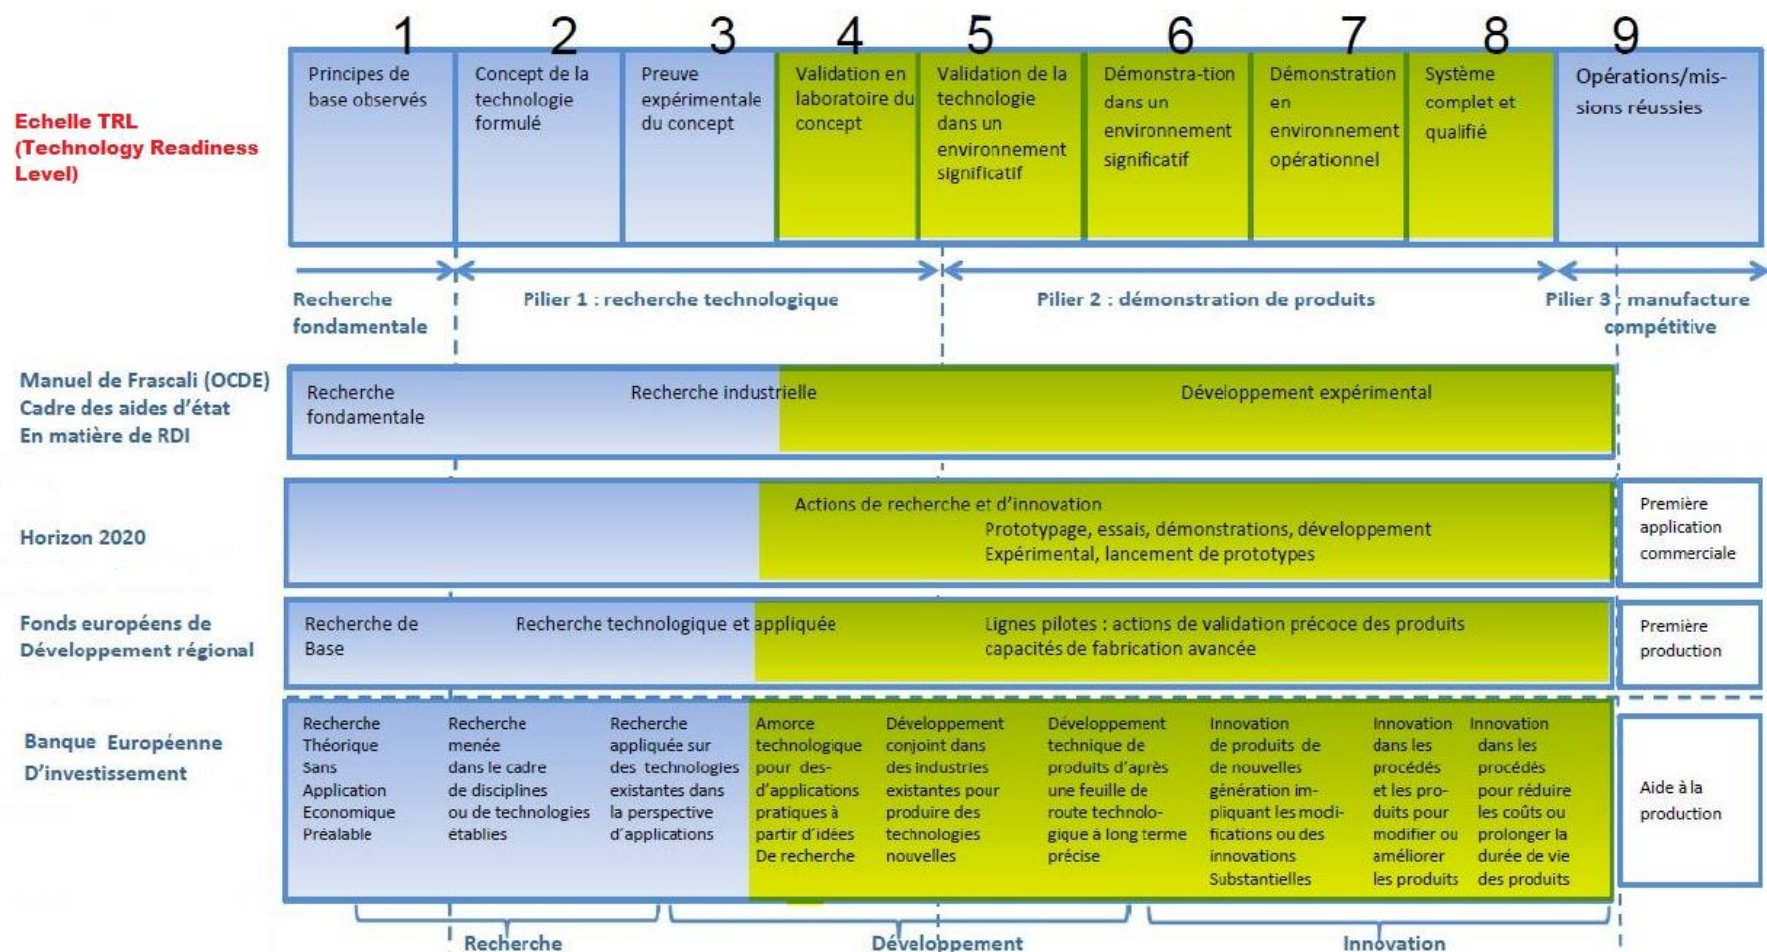 1 2 3 4 5 6 7 8 9
Echelle TRL
(Technology Readiness
Level)
Principes de
base observés
Concept de la
technologie
formulé
Preuve
expérimentale
du concept
Validation en
laboratoire du
concept
Validation de la
technologie
dans un
environnement
significatif
Démonstra-tion
dans un
environnement
significatif
Démonstration
en
environnement
opérationnel
Système
complet et
qualifié
Opérations/mis-
sions réussies
Recherche
fondamentale
Pilier 1 : recherche technologique
Pilier 2 : démonstration de produits
Pilier 3 : manufacture
compétitive
Manuel de Frascali (OCDE)
Cadre des aides d'état
En matière de RDI
Recherche
fondamentale
Recherche industrielle
Développement expérimental
Horizon 2020
Actions de recherche et d'innovation
Prototypage, essais, démonstrations, développement
Expérimental, lancement de prototypes
Première
application
commerciale
Fonds européens de
Développement régional
Recherche de
Base
Recherche technologique et appliquée
Lignes pilotes : actions de validation précoce des produits
capacités de fabrication avancée
Première
production
Banque Européenne
D'investissement
Recherche
Théorique
Sans
Application
Economique
Préalable
Recherche
menée
dans le cadre
de disciplines
ou de technologies
établies
Recherche
appliquée sur
des technologies
existantes dans
la perspective
d'applications
Amorce
technologique
pour des-
d'applications
pratiques à
partir d'idées
De recherche
Développement
conjoint dans
des industries
existantes pour
produire des
technologies
nouvelles
Développement
technique de
produits d'après
une feuille de
route technolo-
gique à long terme
précise
Innovation
de produits de
de nouvelles
génération im-
pliquant les modi-
fications ou des
innovations
Substantielles
Innovation
dans les
procédés
et les pro-
duits pour
modifier ou
améliorer
les produits
Innovation
dans les
procédés
pour réduire
les coûts ou
prolonger la
durée de vie
des produits
Aide à la
production
Recherche
Développement
Innovation